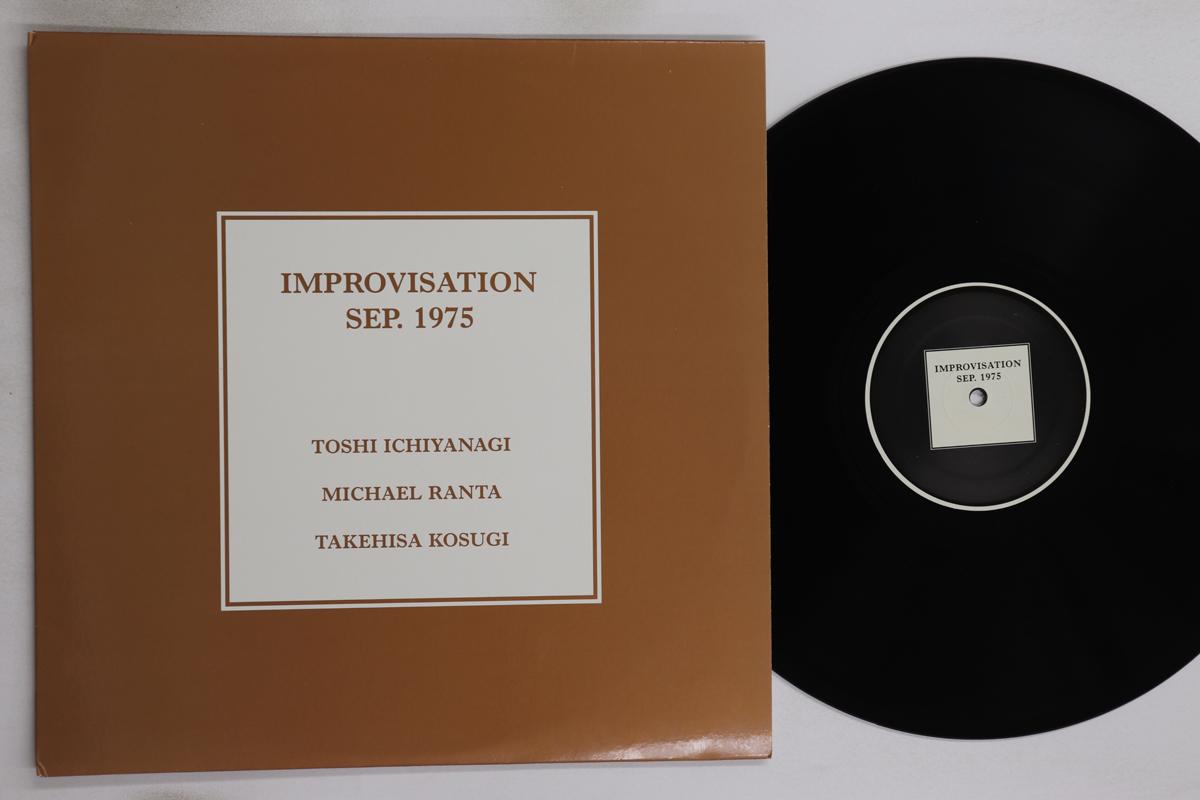 IMPROVISATION
SEP. 1975
TOSHI ICHIYANAGI
MICHAEL RANTA
TAKEHISA KOSUGI
IMPROVISATION
SEP. 1975